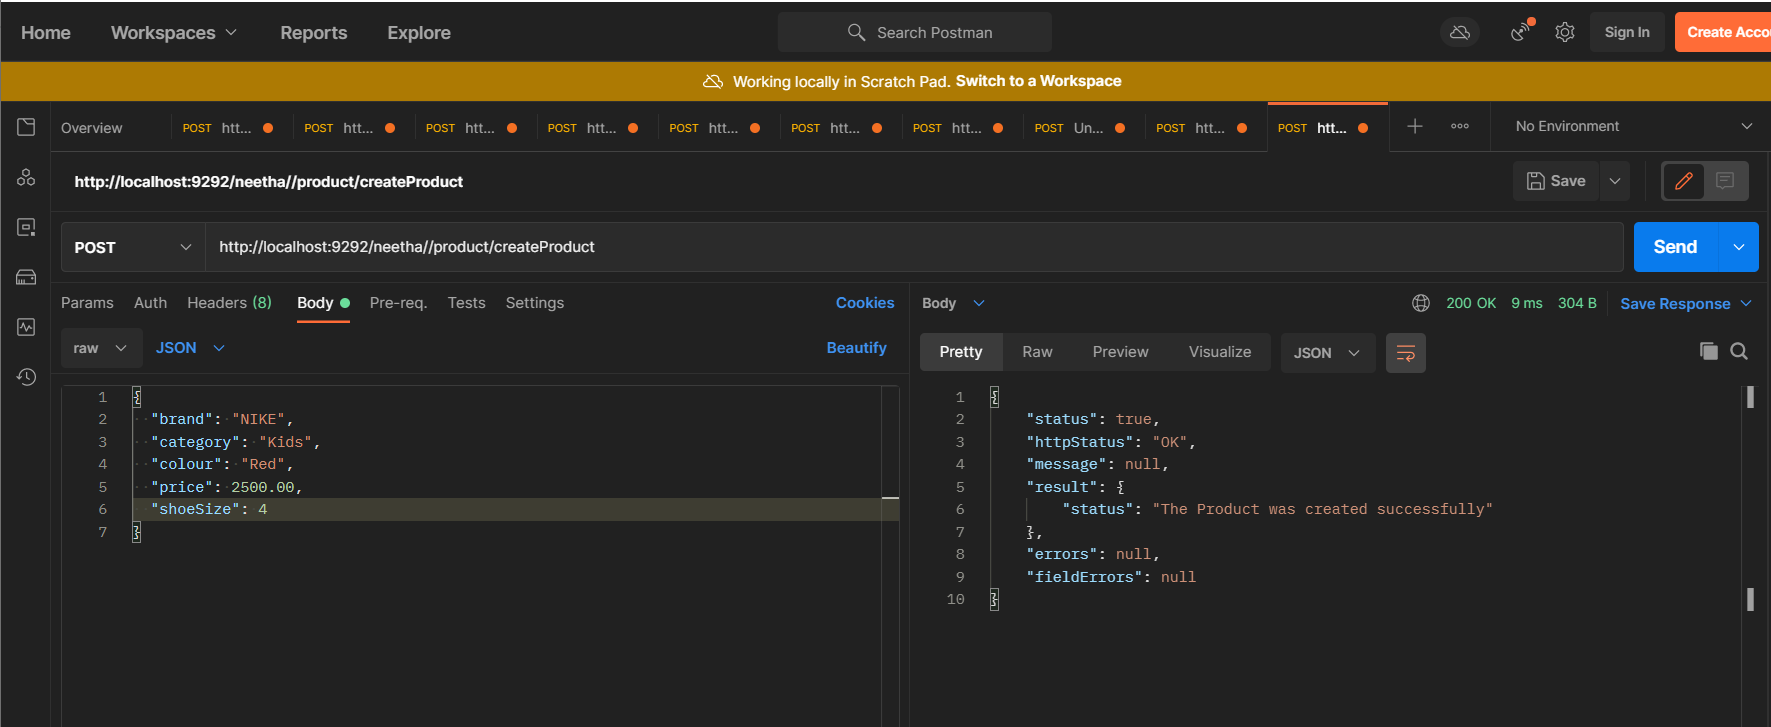 Home Workspaces Reports Explore Search Postman Sign In Create Acco
Working locally in Scratch Pad. Switch to a Workspace
Overview POST htt... POST htt... POST htt... POST htt... POST htt... POST htt... POST htt... POST Un... POST htt... POST htt... No Environment
http://localhost:9292/neetha//product/createProduct Save
POST http://localhost:9292/neetha//product/createProduct Send
Params Auth Headers (8) Body Pre-req. Tests Settings Cookies
raw JSON Beautify
1 {
2 "brand": "NIKE",
3 "category": "Kids",
4 "colour": "Red",
5 "price": 2500.00,
6 "shoeSize": 4
7 }
Body 200 OK 9 ms 304 B Save Response
Pretty Raw Preview Visualize JSON
1 {
2 "status": true,
3 "httpStatus": "OK",
4 "message": null,
5 "result": {
6 "status": "The Product was created successfully"
7 },
8 "errors": null,
9 "fieldErrors": null
10 }